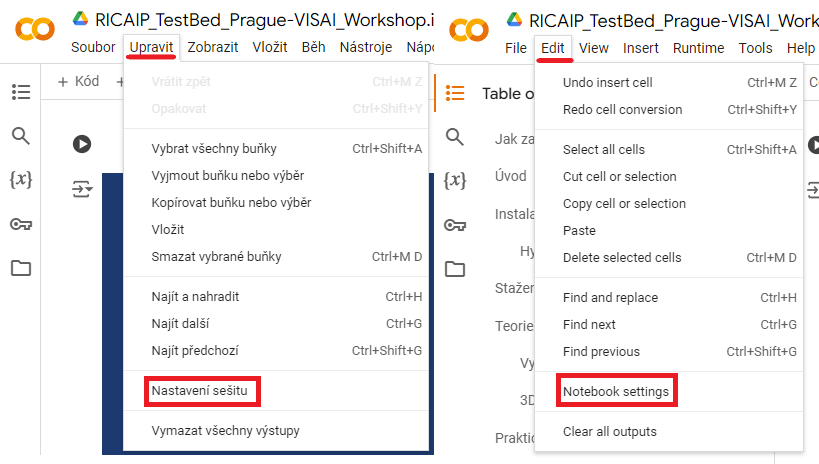 RICAIP_TestBed_Prague-VISAI_Workshop.i
Soubor Upravit Zobrazit Vložit Běh Nástroje Nápo
+ Kód +
Vrátit zpět Ctrl+M Z
Opakovat Ctrl+Shift+Y
Vybrat všechny buňky Ctrl+Shift+A
Vyjmout buňku nebo výběr
Kopírovat buňku nebo výběr
Vložit
Smazat vybrané buňky Ctrl+M D
Najít a nahradit Ctrl+H
Najít další Ctrl+G
Najít předchozí Ctrl+Shift+G
Nastavení sešitu
Vymazat všechny výstupy
RICAIP_TestBed_Prague-VISAI_Wo
File Edit View Insert Runtime Tools Help
Table o
Jak za
Úvod
Instala
Hy
Stažen
Teorie
Vy
3D
Praktic
Undo insert cell Ctrl+M Z
Redo cell conversion Ctrl+Shift+Y
Select all cells Ctrl+Shift+A
Cut cell or selection
Copy cell or selection
Paste
Delete selected cells Ctrl+M D
Find and replace Ctrl+H
Find next Ctrl+G
Find previous Ctrl+Shift+G
Notebook settings
Clear all outputs